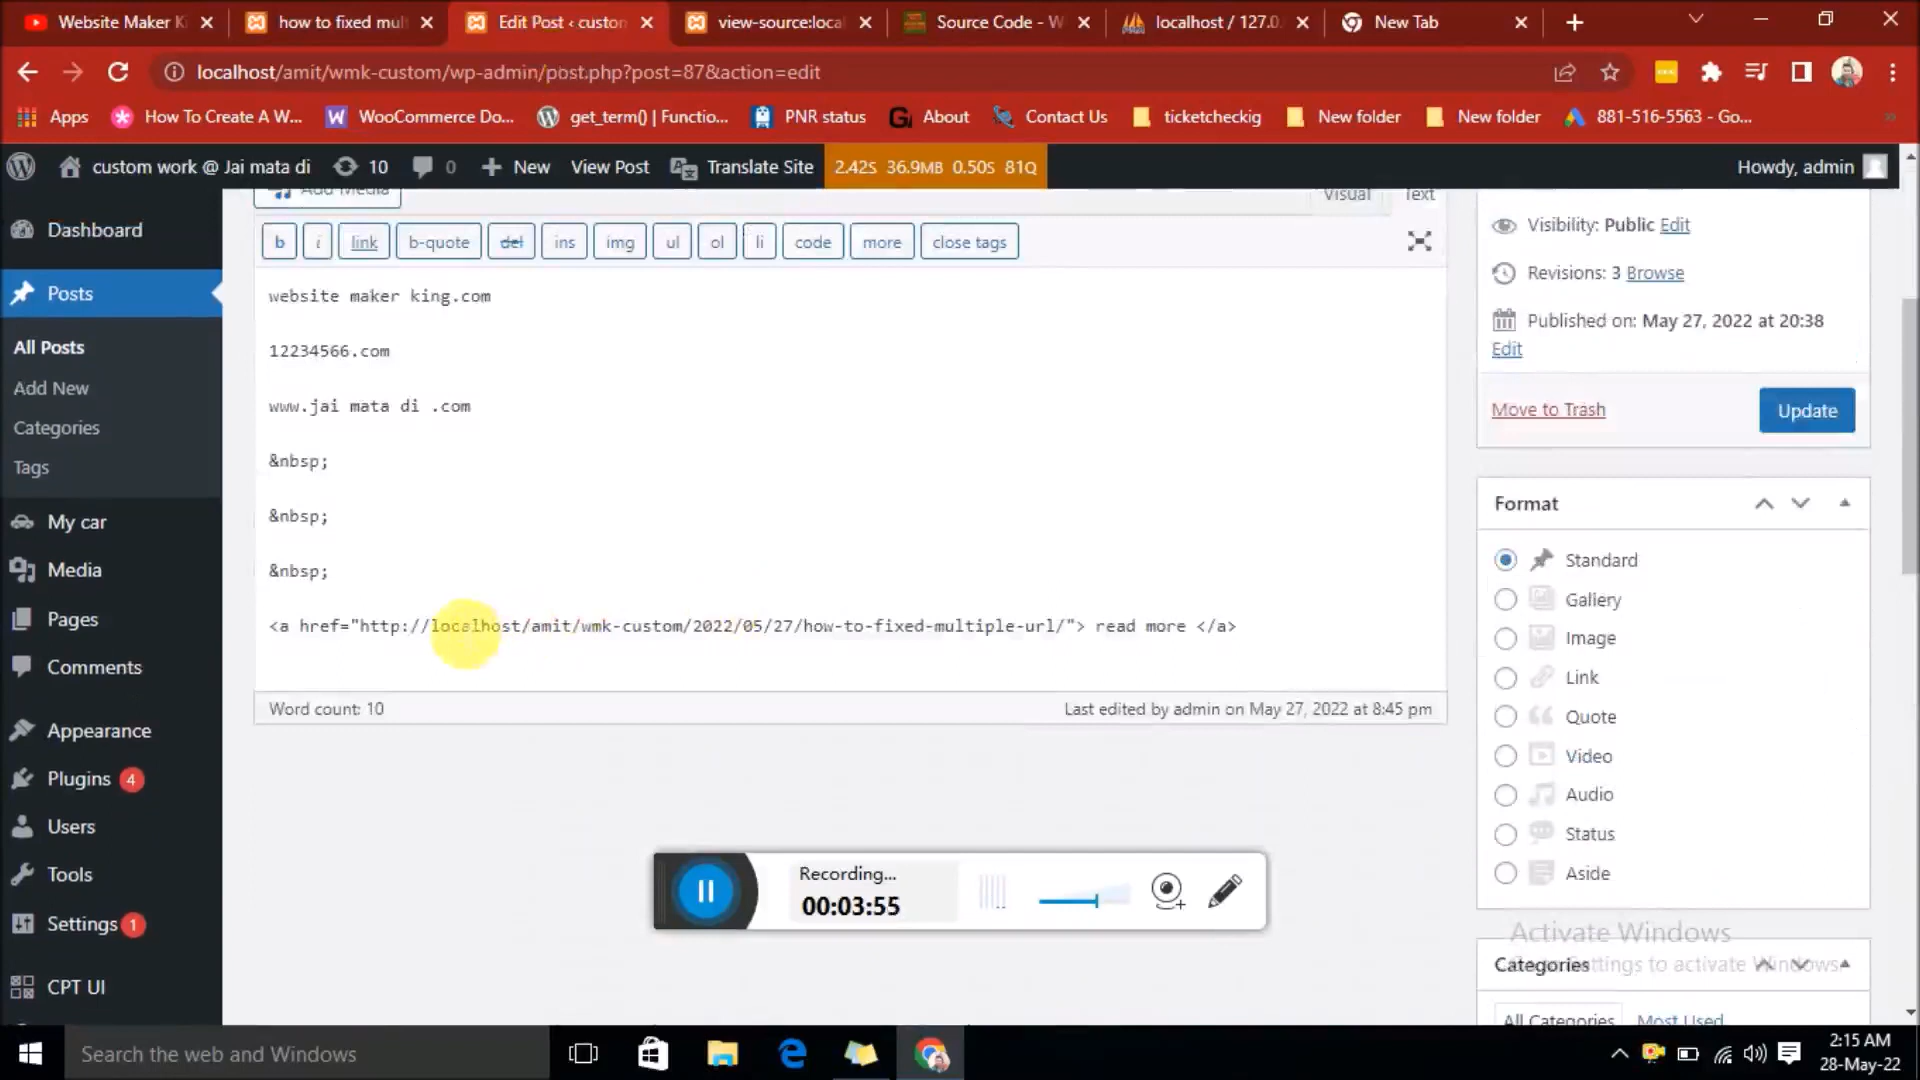 Website Maker K
how to fixed mul
Edit Post ‹ custom
view-source:loca
Source Code - W
localhost / 127.0.
New Tab
localhost/amit/wmk-custom/wp-admin/post.php?post=87&action=edit
Apps
How To Create A W...
WooCommerce Do...
get_term() | Functio...
PNR status
About
Contact Us
ticketcheckig
New folder
New folder
881-516-5563 - Go...
custom work @ Jai mata di
10
0
New
View Post
Translate Site
2.42S 36.9MB 0.50S 81Q
Howdy, admin
Add Media
Visual
Text
Dashboard
Posts
All Posts
Add New
Categories
Tags
My car
Media
Pages
Comments
Appearance
Plugins 4
Users
Tools
Settings 1
CPT UI
b
i
link
b-quote
del
ins
img
ul
ol
li
code
more
close tags
website maker king.com
12234566.com
www.jai mata di .com
&nbsp;
&nbsp;
&nbsp;
<a href="http://localhost/amit/wmk-custom/2022/05/27/how-to-fixed-multiple-url/"> read more </a>
Word count: 10
Last edited by admin on May 27, 2022 at 8:45 pm
Visibility: Public Edit
Revisions: 3 Browse
Published on: May 27, 2022 at 20:38
Edit
Move to Trash
Update
Format
Standard
Gallery
Image
Link
Quote
Video
Audio
Status
Aside
Activate Windows
Categories
Settings to activate Windows.
All Categories
Most Used
Recording...
00:03:55
Search the web and Windows
2:15 AM
28-May-22